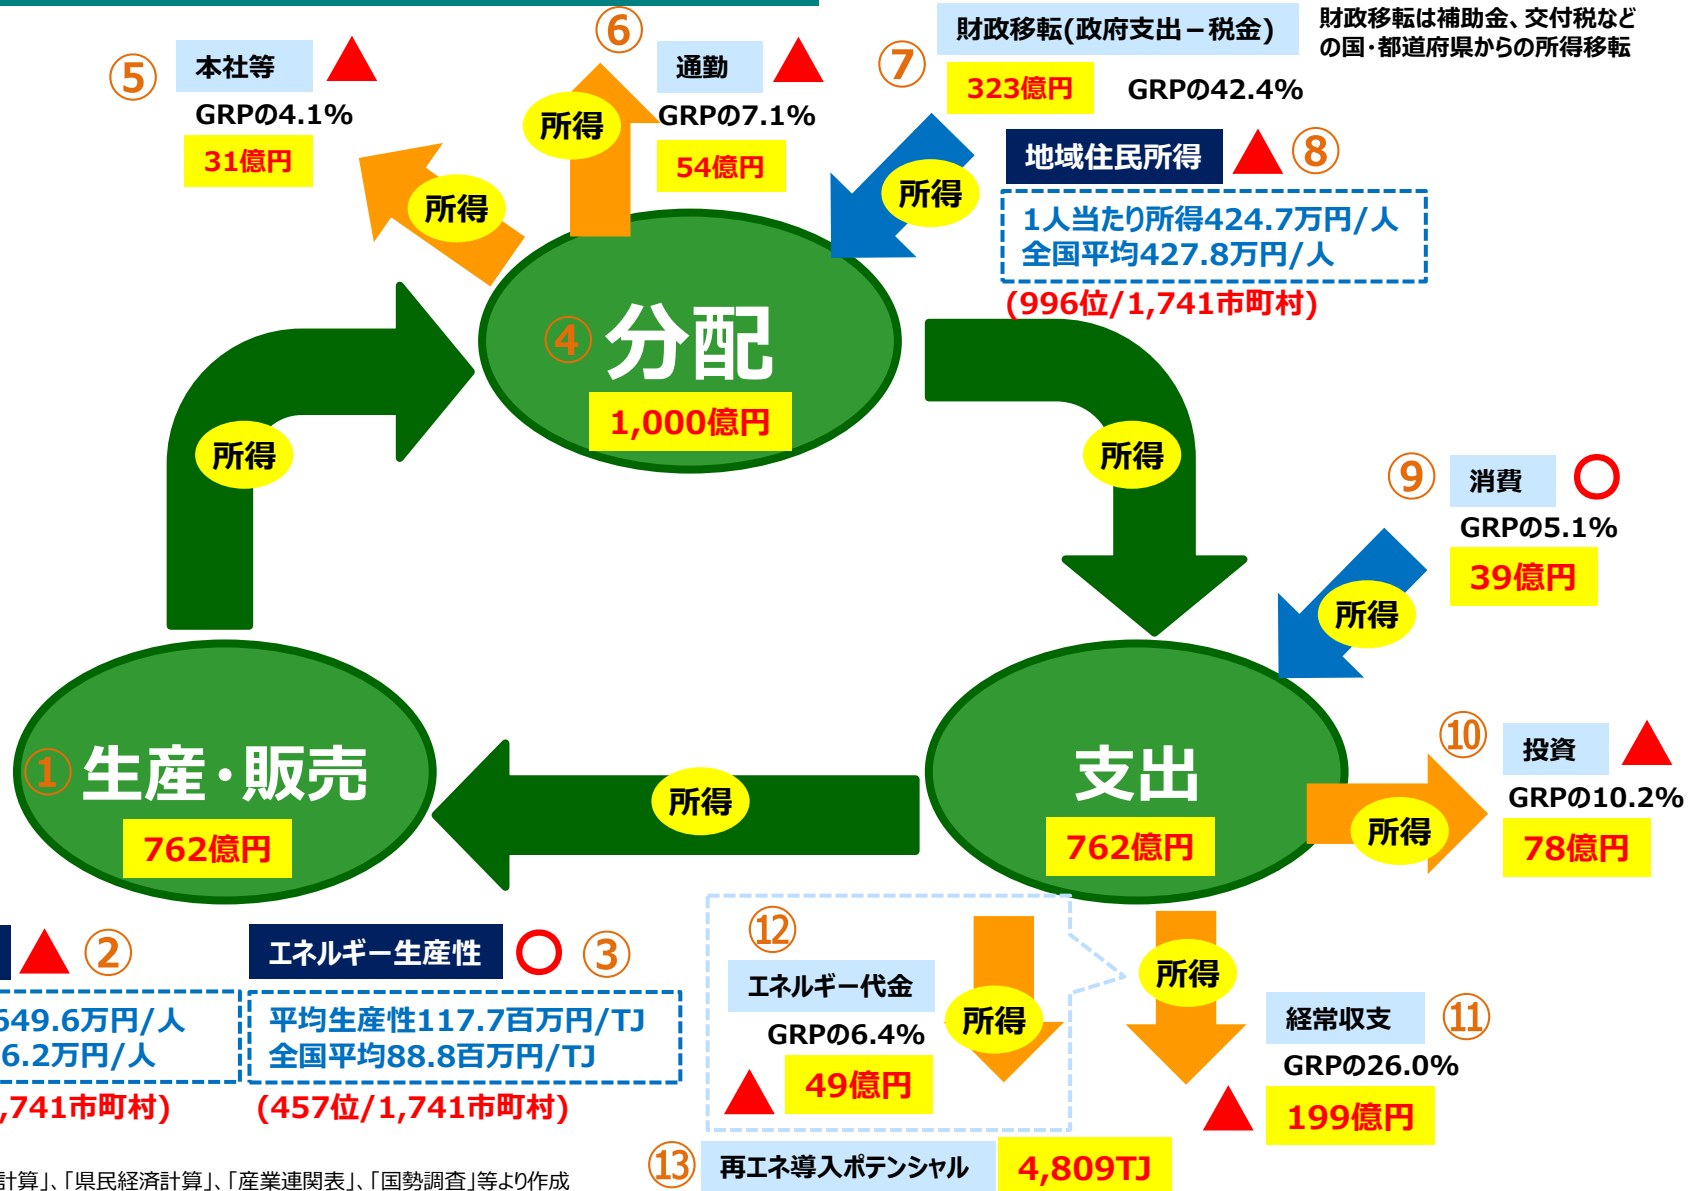 ⑤
本社等
GRPの4.1%
31億円
⑥
通勤
GRPの7.1%
54億円
⑦
財政移転(政府支出－税金)
323億円
GRPの42.4%
財政移転は補助金、交付税など
の国・都道府県からの所得移転
所得
所得
所得
地域住民所得
⑧
1人当たり所得424.7万円/人
全国平均427.8万円/人
(996位/1,741市町村)
④
分配
1,000億円
所得
所得
⑨
消費
GRPの5.1%
39億円
所得
①
生産・販売
762億円
所得
支出
762億円
⑩
投資
GRPの10.2%
78億円
所得
②
649.6万円/人
6.2万円/人
,741市町村)
エネルギー生産性
③
平均生産性117.7百万円/TJ
全国平均88.8百万円/TJ
(457位/1,741市町村)
⑫
エネルギー代金
GRPの6.4%
49億円
所得
所得
経常収支
⑪
GRPの26.0%
199億円
⑬
再エネ導入ポテンシャル
4,809TJ
計算」、「県民経済計算」、「産業連関表」、「国勢調査」等より作成